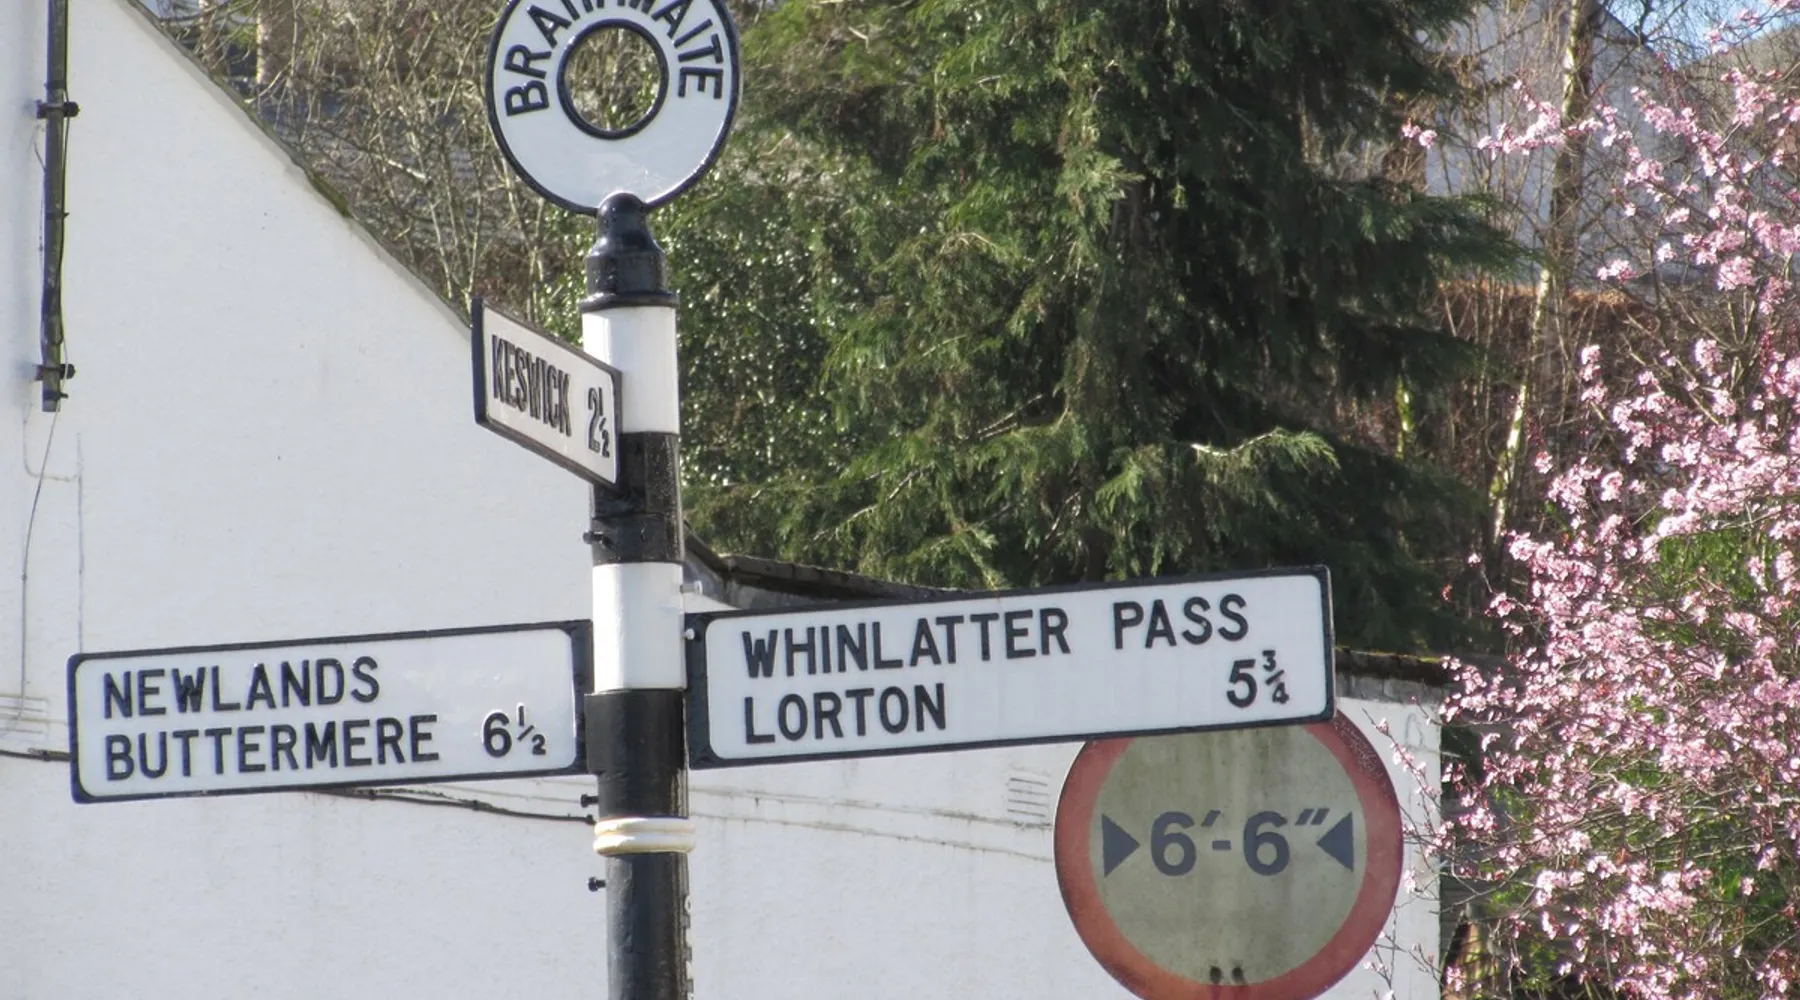 BRAITHWAITE
KESWICK 2½
NEWLANDS
BUTTERMERE 6½
WHINLATTER PASS
LORTON 5¾
6'-6"